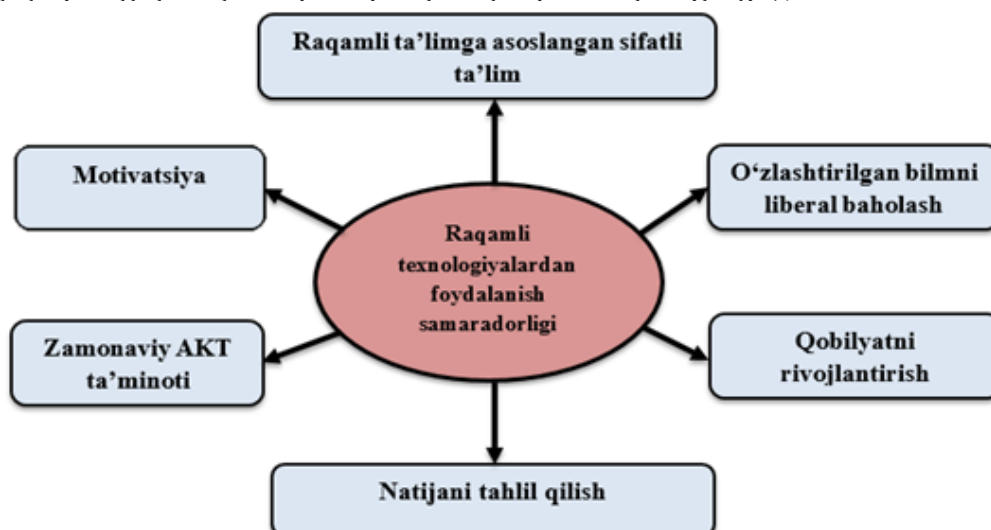 Raqamli ta’limga asoslangan sifatli
ta’lim
Motivatsiya
O‘zlashtirilgan bilmni
liberal baholash
Raqamli
texnologiyalardan
foydalanish
samaradorligi
Zamonaviy AKT
ta’minoti
Qobilyatni
rivojlantirish
Natijani tahlil qilish